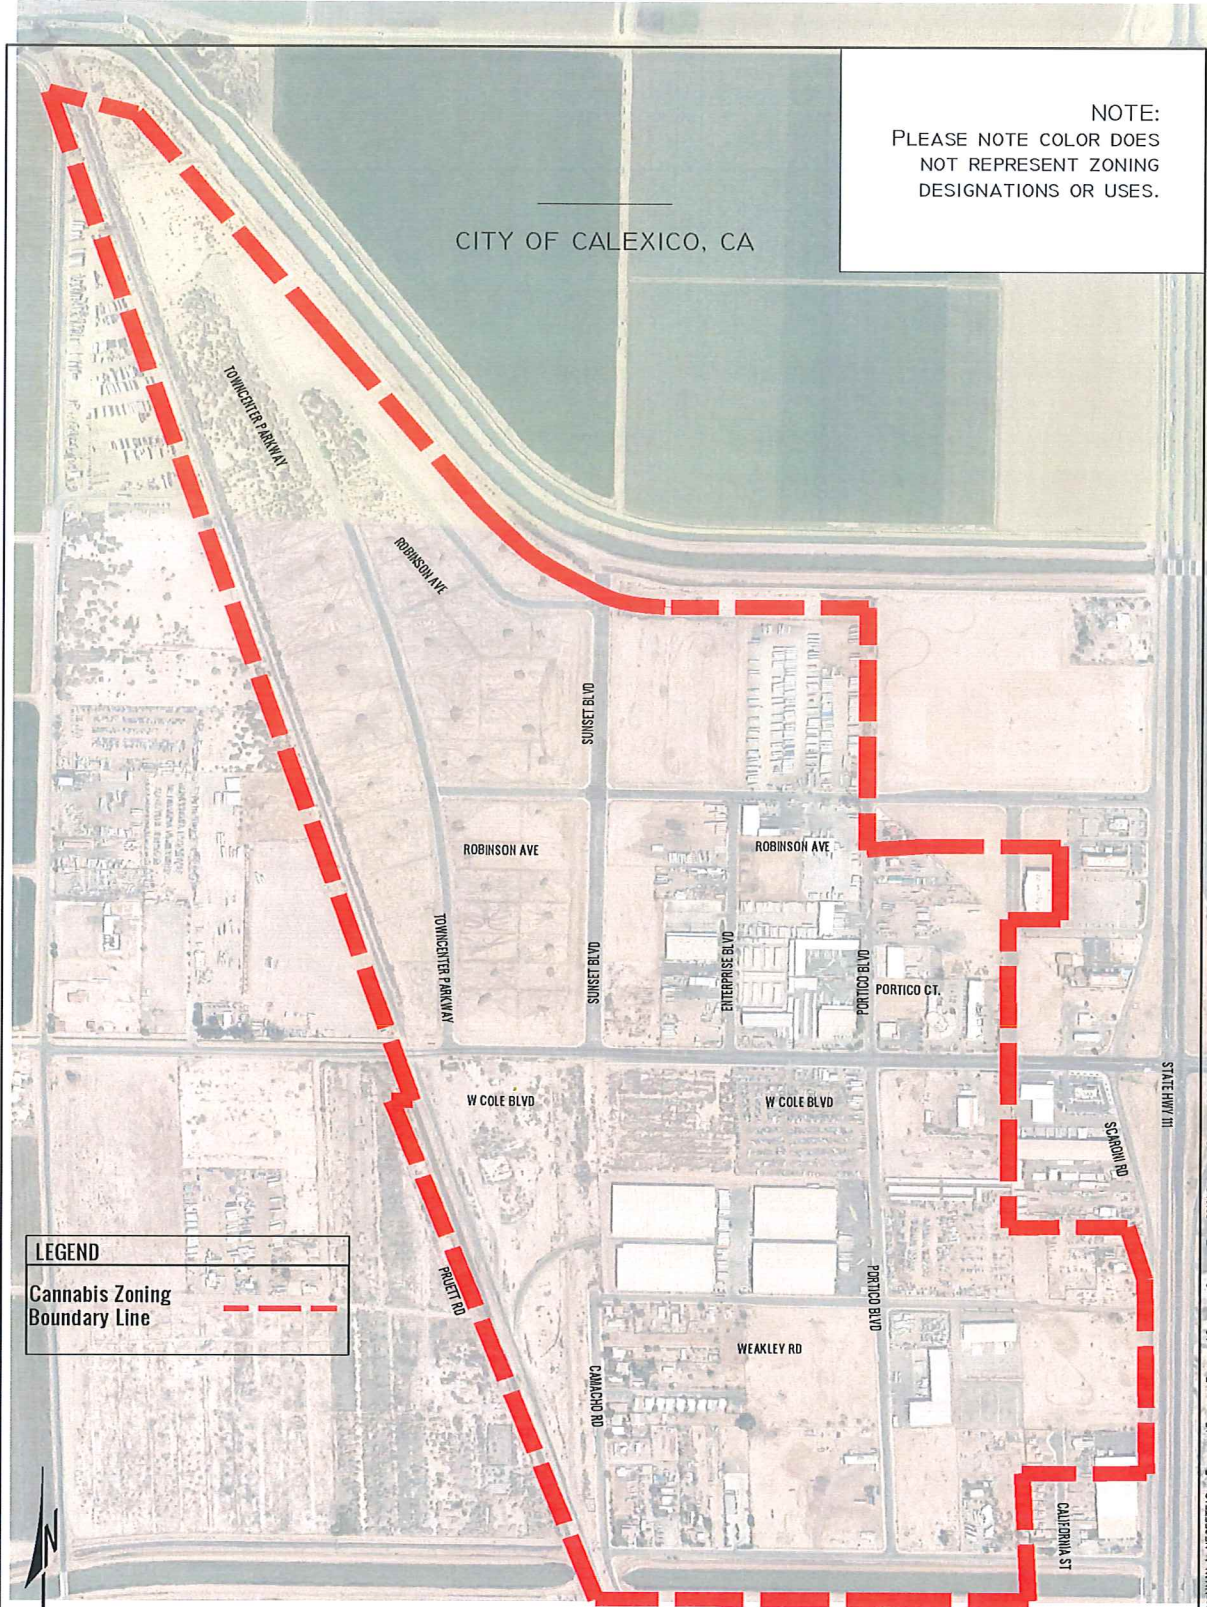 NOTE:
PLEASE NOTE COLOR DOES
NOT REPRESENT ZONING
DESIGNATIONS OR USES.
CITY OF CALEXICO, CA
TOWNCENTER PARKWAY
ROBINSON AVE
SUNSET BLVD
ROBINSON AVE
ROBINSON AVE
TOWNCENTER PARKWAY
SUNSET BLVD
ENTERPRISE BLVD
PORTICO BLVD
PORTICO CT.
W COLE BLVD
W COLE BLVD
STATE HWY 111
SCARONI RD
PRUETT RD
PORTICO BLVD
WEAKLEY RD
CAMACHO RD
CALIFORNIA ST
LEGEND
Cannabis Zoning
Boundary Line
N